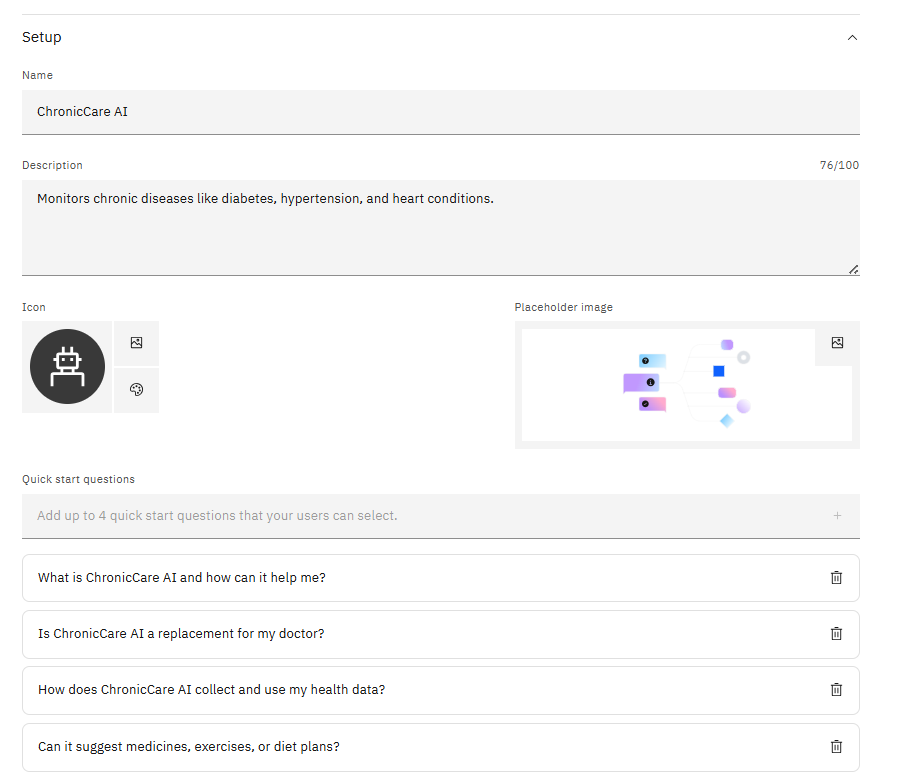 Setup
Name
ChronicCare AI
Description 76/100
Monitors chronic diseases like diabetes, hypertension, and heart conditions.
Icon Placeholder image
Quick start questions
Add up to 4 quick start questions that your users can select.
What is ChronicCare AI and how can it help me?
Is ChronicCare AI a replacement for my doctor?
How does ChronicCare AI collect and use my health data?
Can it suggest medicines, exercises, or diet plans?